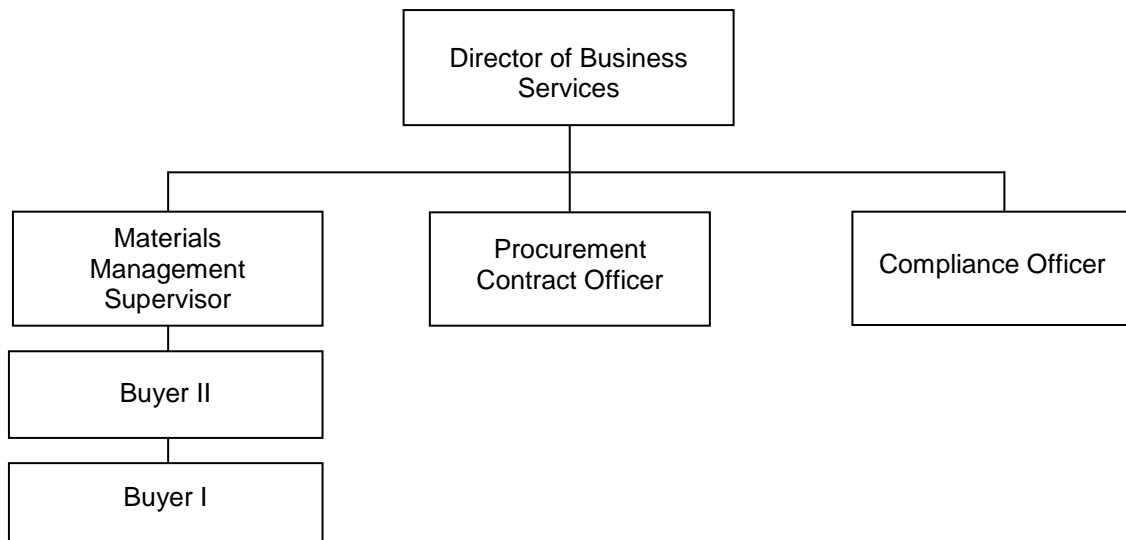 Director of Business
Services
Materials
Management
Supervisor
Procurement
Contract Officer
Compliance Officer
Buyer II
Buyer I